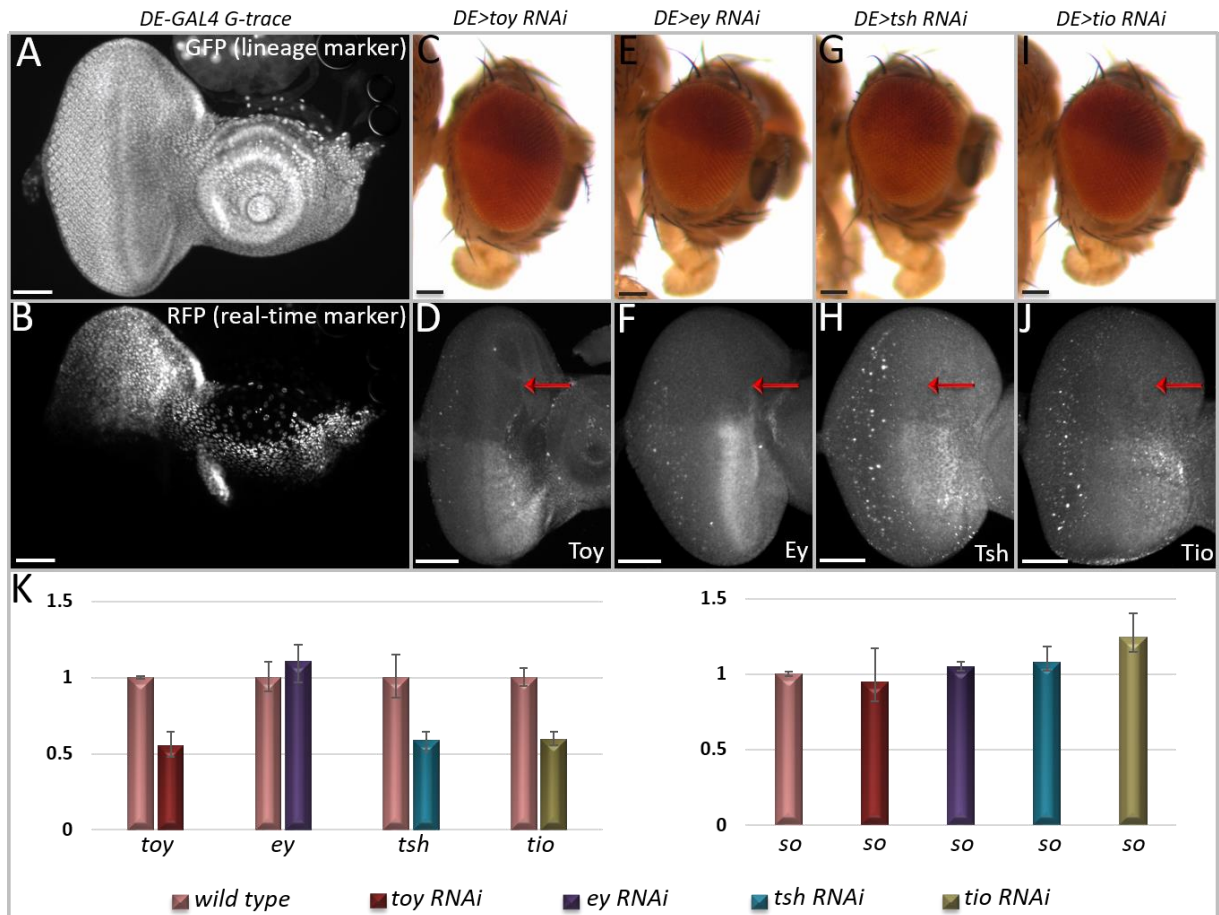 DE-GAL4 G-trace
DE>toy RNAi
DE>ey RNAi
DE>tsh RNAi
DE>tio RNAi
A
GFP (lineage marker)
C
E
G
I
B
RFP (real-time marker)
D
Toy
F
Ey
H
Tsh
J
Tio
K
1.5
1
0.5
0
toy
ey
tsh
tio
1.5
1
0.5
0
so
so
so
so
so
wild type
toy RNAi
ey RNAi
tsh RNAi
tio RNAi